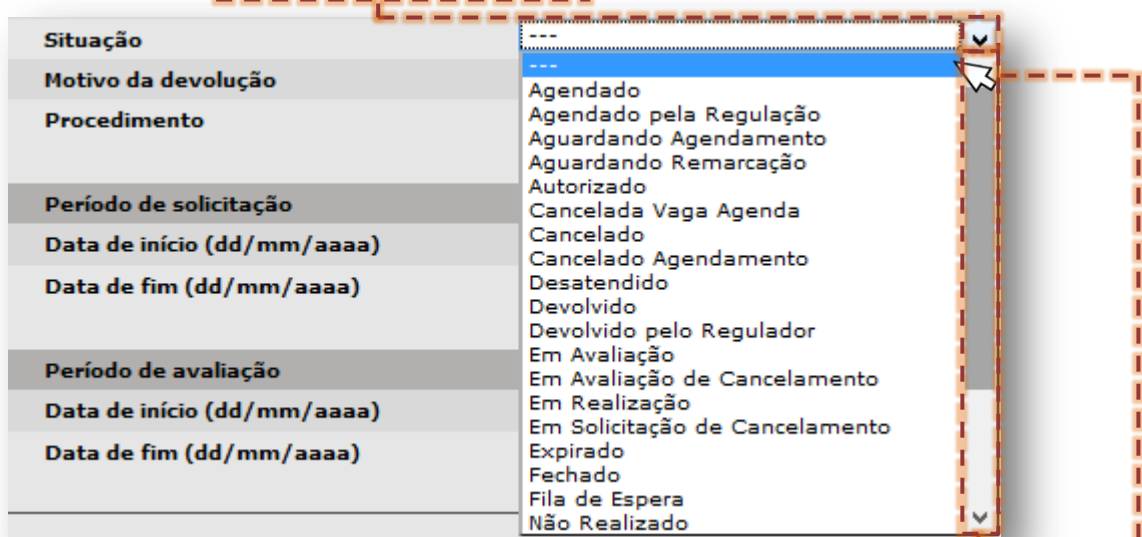 Situação
Motivo da devolução
Procedimento
Período de solicitação
Data de início (dd/mm/aaaa)
Data de fim (dd/mm/aaaa)
Período de avaliação
Data de início (dd/mm/aaaa)
Data de fim (dd/mm/aaaa)
---
---
Agendado
Agendado pela Regulação
Aguardando Agendamento
Aguardando Remarcação
Autorizado
Cancelada Vaga Agenda
Cancelado
Cancelado Agendamento
Desatendido
Devolvido
Devolvido pelo Regulador
Em Avaliação
Em Avaliação de Cancelamento
Em Realização
Em Solicitação de Cancelamento
Expirado
Fechado
Fila de Espera
Não Realizado